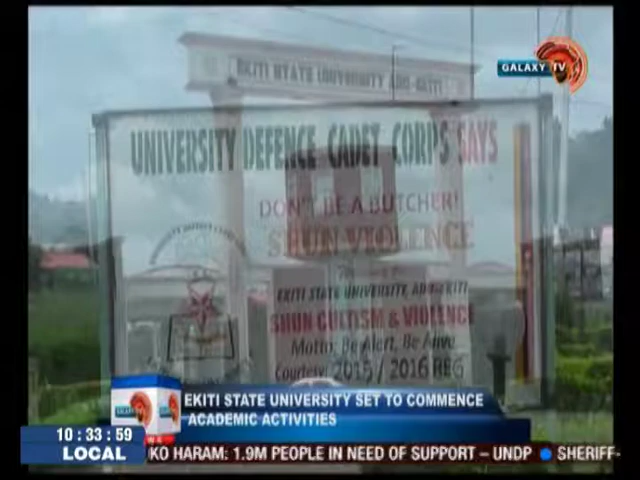 GALAXY TV
EKITI STATE UNIVERSITY ADO-EKITI
UNIVERSITY DEFENCE CADET CORPS SAYS
DON'T BE A BUTCHER!
SHUN VIOLENCE
EKITI STATE UNIVERSITY, ADO-EKITI
SHUN CULTISM & VIOLENCE
Motto: Be Alert, Be Alive
Courtesy: 2015 / 2016 REG
EKITI STATE UNIVERSITY SET TO COMMENCE
ACADEMIC ACTIVITIES
GALAXY
10:33:59
LOCAL
KO HARAM: 1.9M PEOPLE IN NEED OF SUPPORT – UNDP SHERIFF-